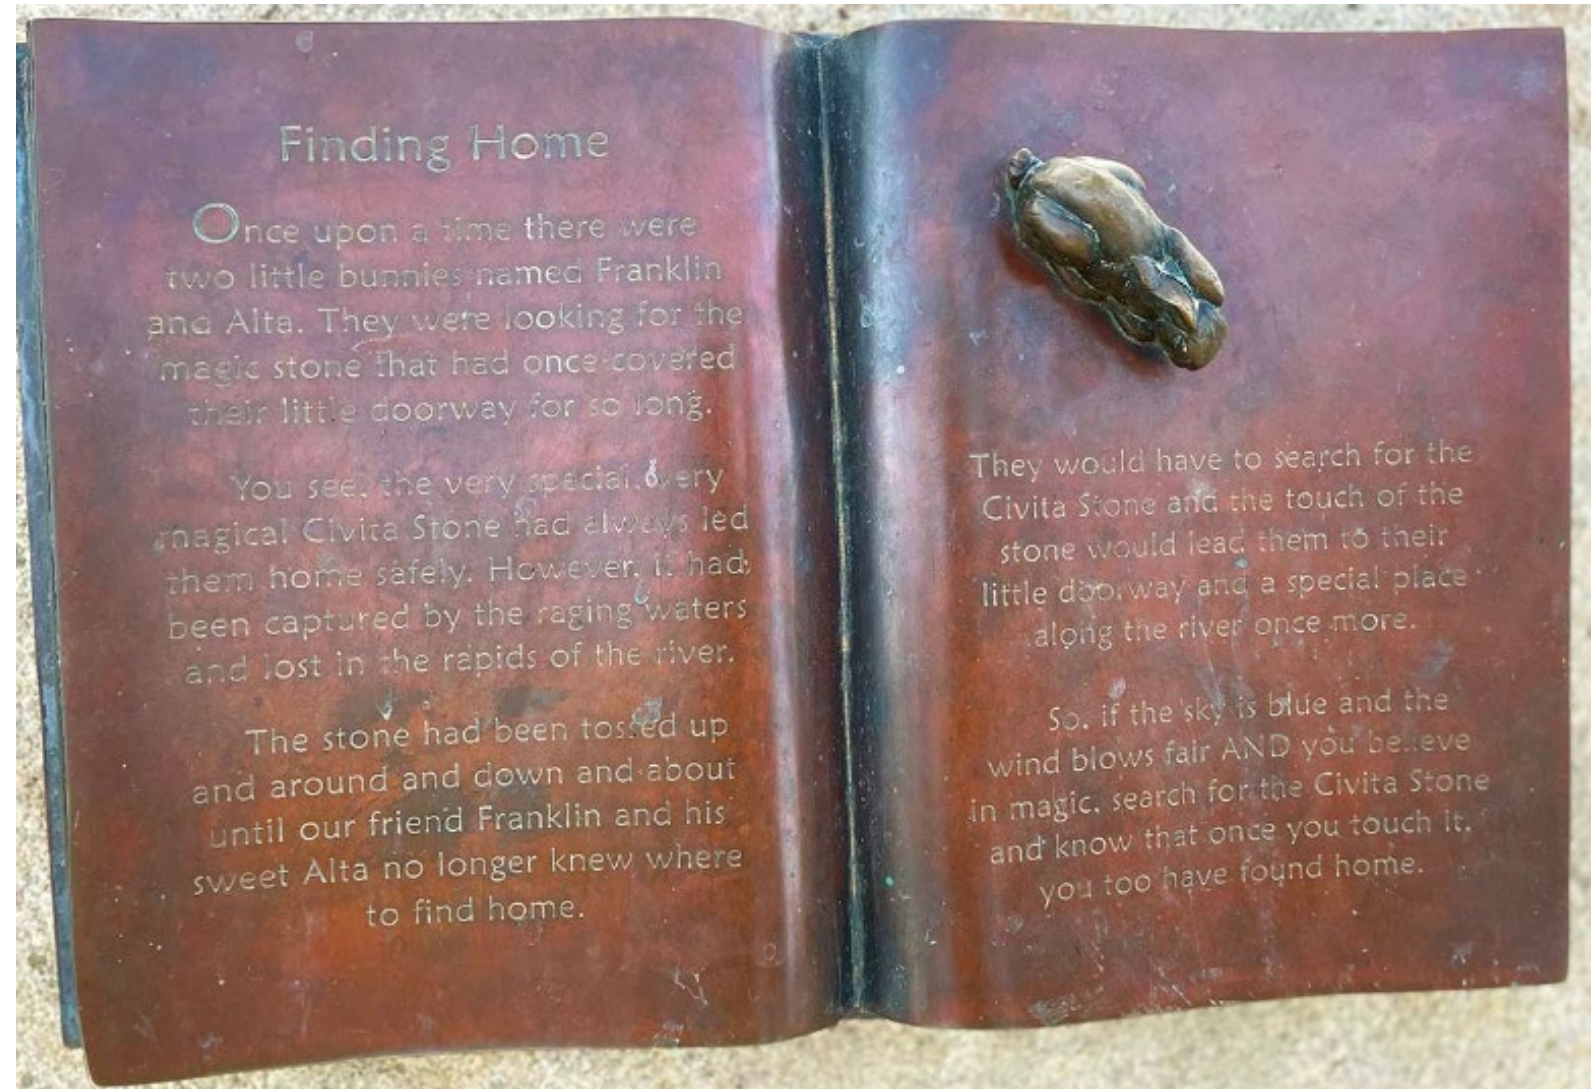 Finding Home
Once upon a time there were
two little bunnies named Franklin
and Alta. They were looking for the
magic stone that had once covered
their little doorway for so long.
You see, the very special, very
magical Civita Stone had always led
them home safely. However, it had
been captured by the raging waters
and lost in the rapids of the river.
The stone had been tossed up
and around and down and about
until our friend Franklin and his
sweet Alta no longer knew where
to find home.
They would have to search for the
Civita Stone and the touch of the
stone would lead them to their
little doorway and a special place
along the river once more.
So, if the sky is blue and the
wind blows fair AND you believe
in magic, search for the Civita Stone
and know that once you touch it,
you too have found home.